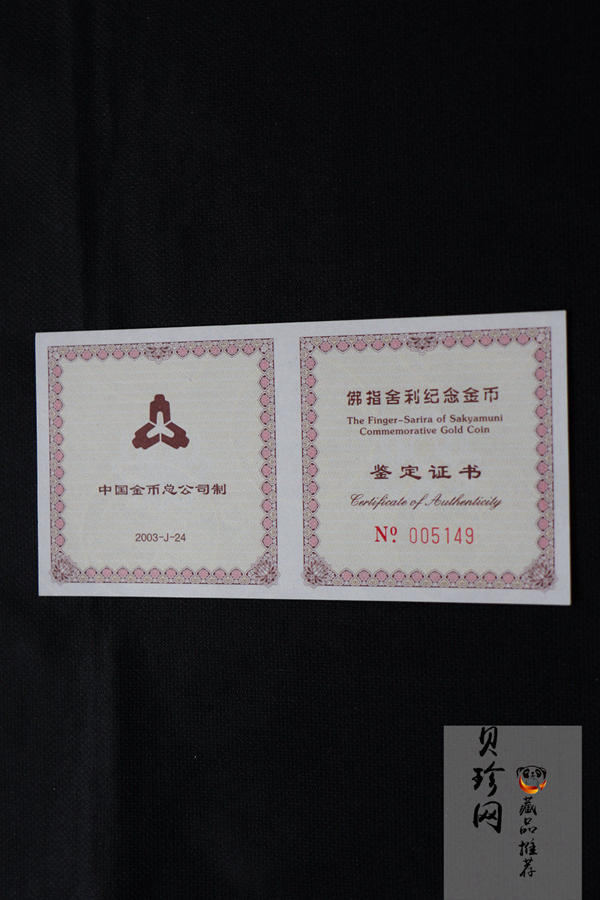 中国金币总公司制
2003-J-24
佛指舍利纪念金币
The Finger-Sarira of Sakyamuni
Commemorative Gold Coin
鉴定证书
Certificate of Authenticity
Nº 005149
贝珍网
藏品推荐